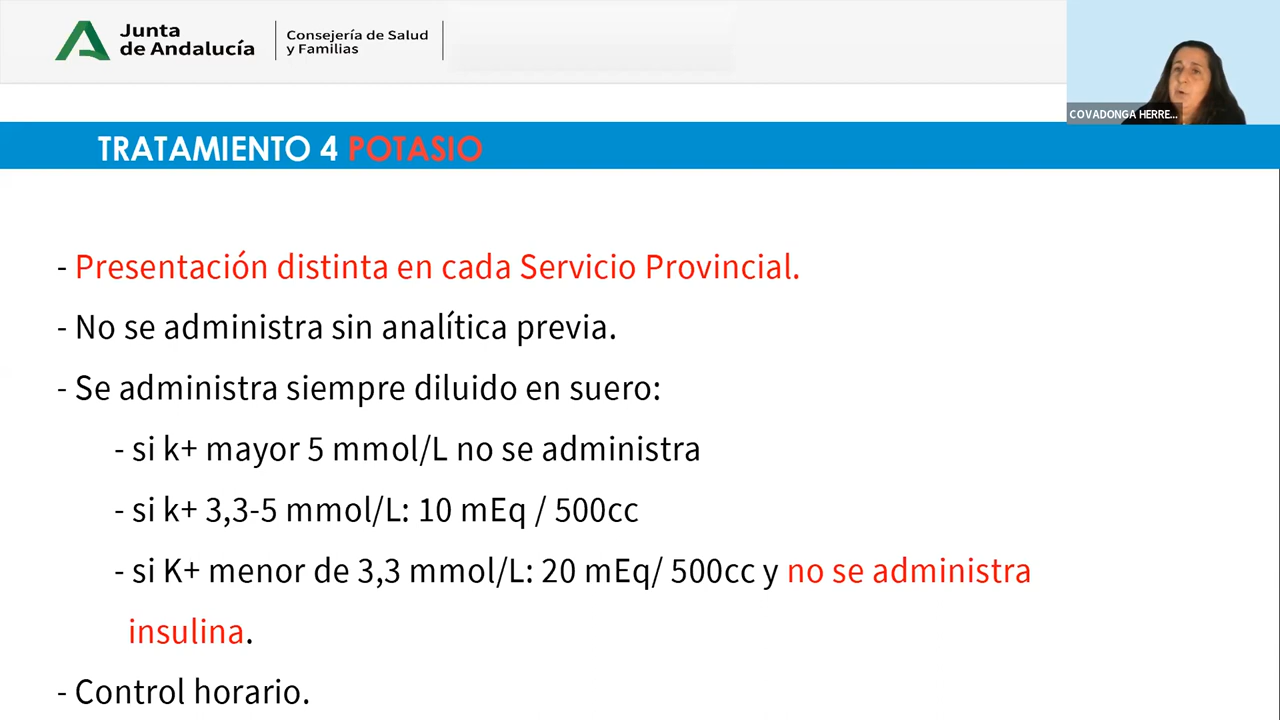 Junta
de Andalucía
Consejería de Salud
y Familias
COVADONGA HERRE...
TRATAMIENTO 4 POTASIO
- Presentación distinta en cada Servicio Provincial.
- No se administra sin analítica previa.
- Se administra siempre diluido en suero:
- si k+ mayor 5 mmol/L no se administra
- si k+ 3,3-5 mmol/L: 10 mEq / 500cc
- si K+ menor de 3,3 mmol/L: 20 mEq/ 500cc y no se administra
insulina.
- Control horario.